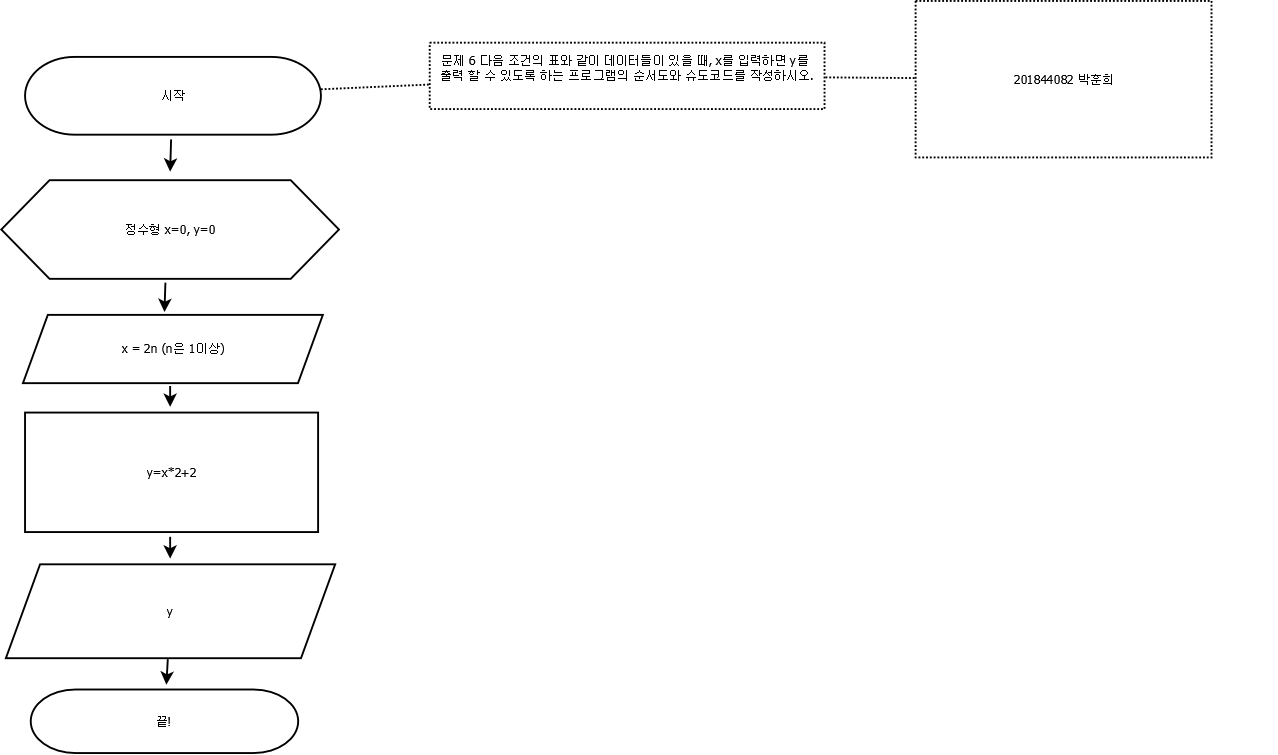 시작
문제 6 다음 조건의 표와 같이 데이터들이 있을 때, x를 입력하면 y를
출력 할 수 있도록 하는 프로그램의 순서도와 슈도코드를 작성하시오.
201844082 박훈희
정수형 x=0, y=0
x = 2n (n은 1이상)
y=x*2+2
y
끝!